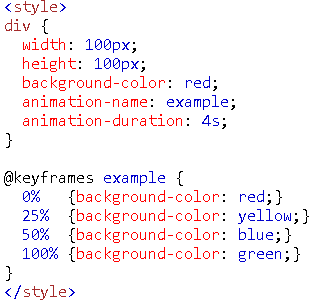 <style>
div {
  width: 100px;
  height: 100px;
  background-color: red;
  animation-name: example;
  animation-duration: 4s;
}

@keyframes example {
  0%   {background-color: red;}
  25%  {background-color: yellow;}
  50%  {background-color: blue;}
  100% {background-color: green;}
}
</style>